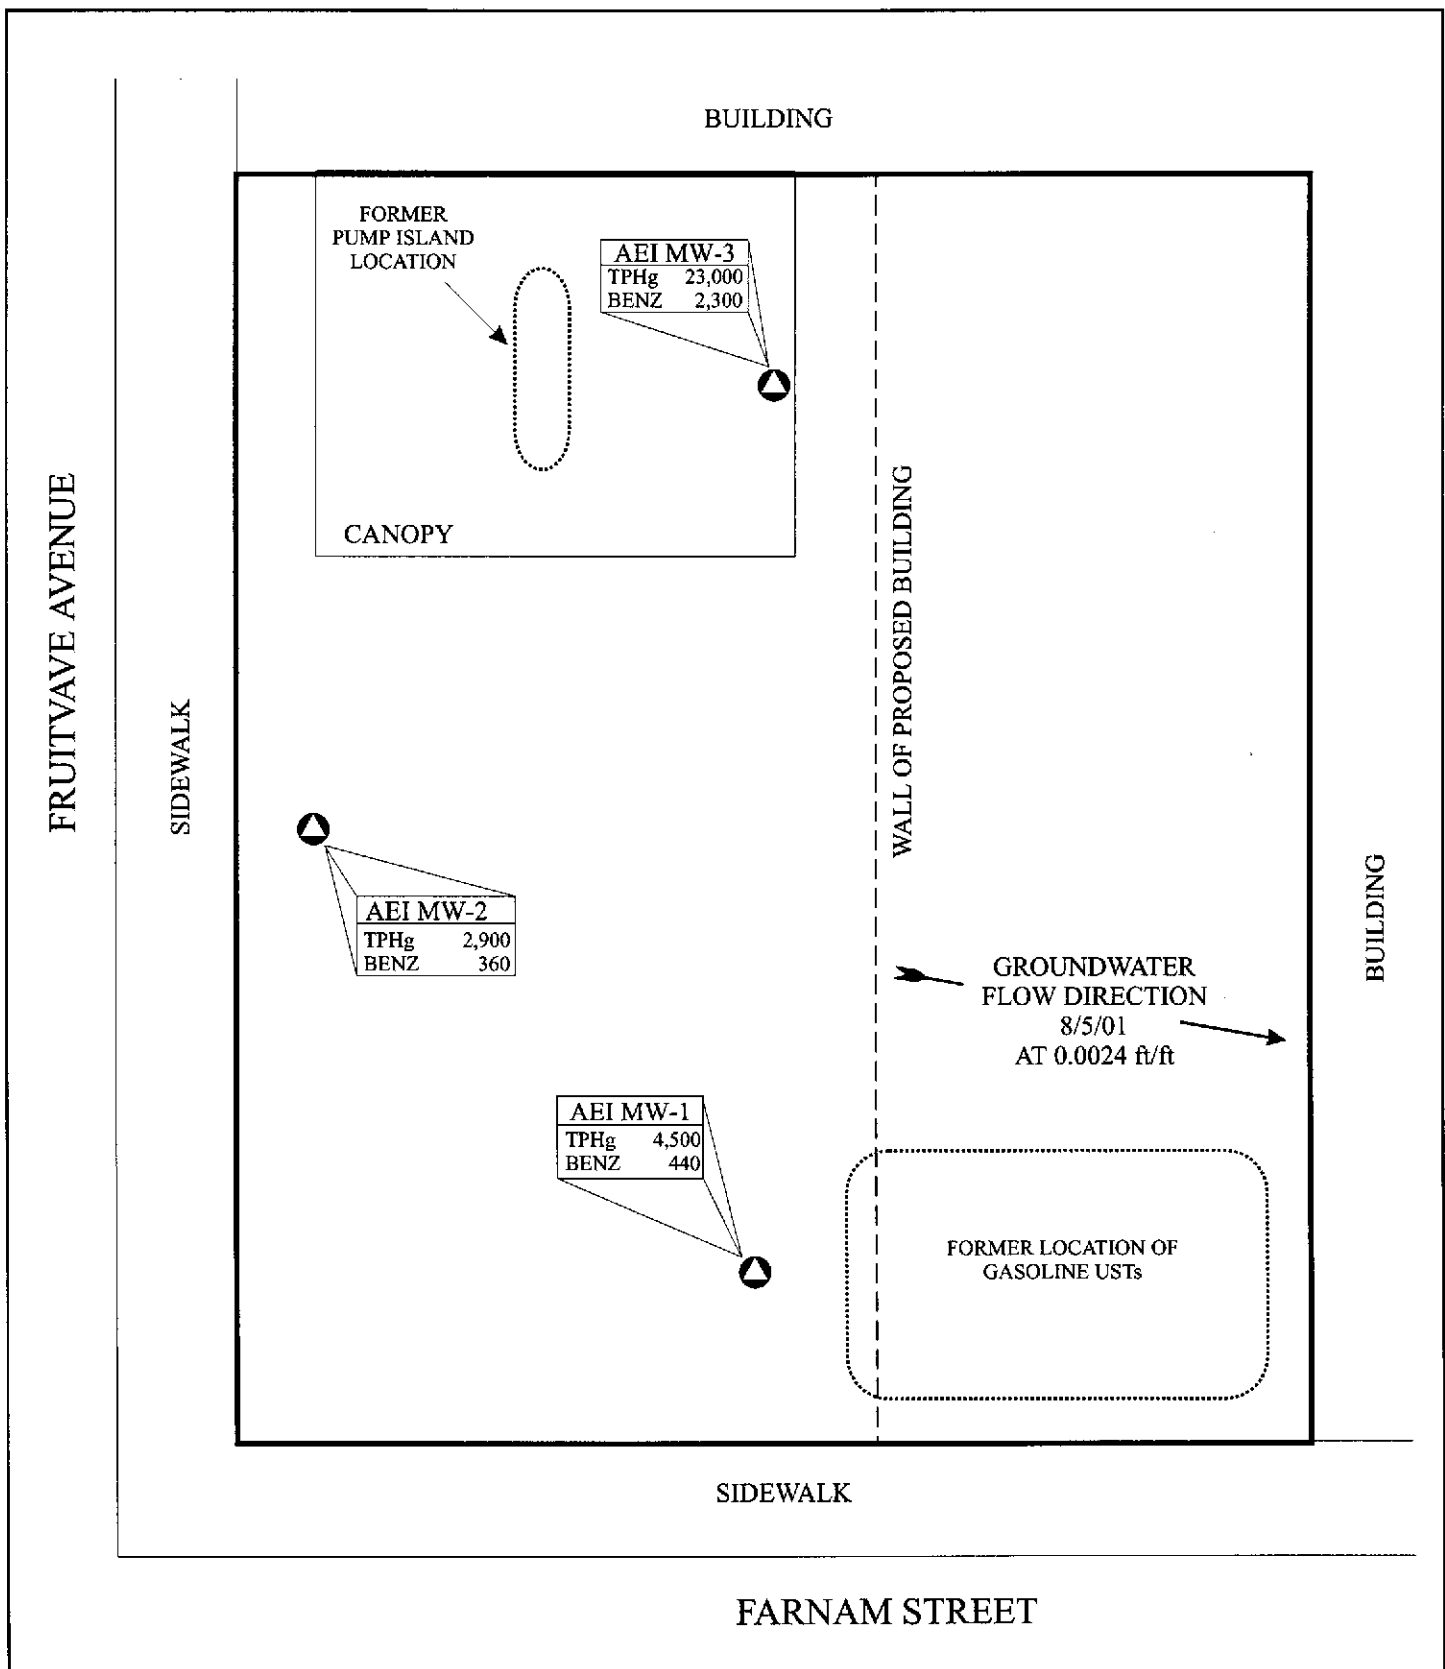 BUILDING
FORMER
PUMP ISLAND
LOCATION
AEI MW-3
TPHg 23,000
BENZ 2,300
CANOPY
FRUITVAVE AVENUE
SIDEWALK
WALL OF PROPOSED BUILDING
AEI MW-2
TPHg 2,900
BENZ 360
BUILDING
GROUNDWATER
FLOW DIRECTION
8/5/01
AT 0.0024 ft/ft
AEI MW-1
TPHg 4,500
BENZ 440
FORMER LOCATION OF
GASOLINE USTs
SIDEWALK
FARNAM STREET